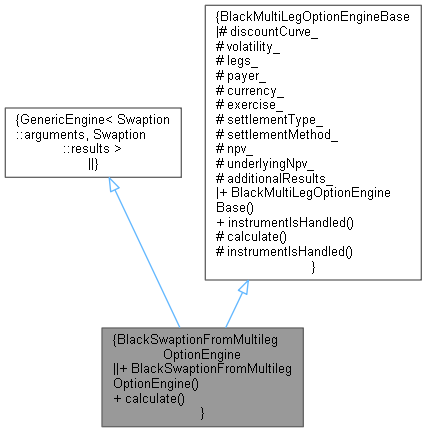 {BlackMultiLegOptionEngineBase
|# discountCurve_
# volatility_
# legs_
# payer_
# currency_
# exercise_
# settlementType_
# settlementMethod_
# npv_
# underlyingNpv_
# additionalResults_
|+ BlackMultiLegOptionEngine
Base()
+ instrumentIsHandled()
# calculate()
# instrumentIsHandled()
}
{GenericEngine< Swaption
::arguments, Swaption
::results >
||}
{BlackSwaptionFromMultileg
OptionEngine
||+ BlackSwaptionFromMultileg
OptionEngine()
+ calculate()
}